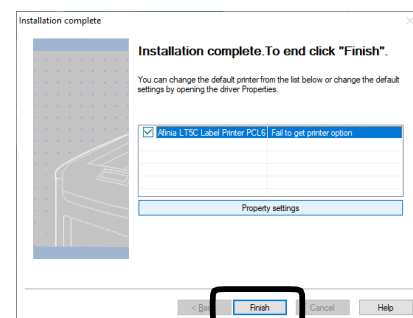 Installation complete
Installation complete.To end click "Finish".
You can change the default printer from the list below or change the default
settings by opening the driver Properties.
Afinia LT5C Label Printer PCL6 Fail to get printer option
Property settings
Finish Cancel Help